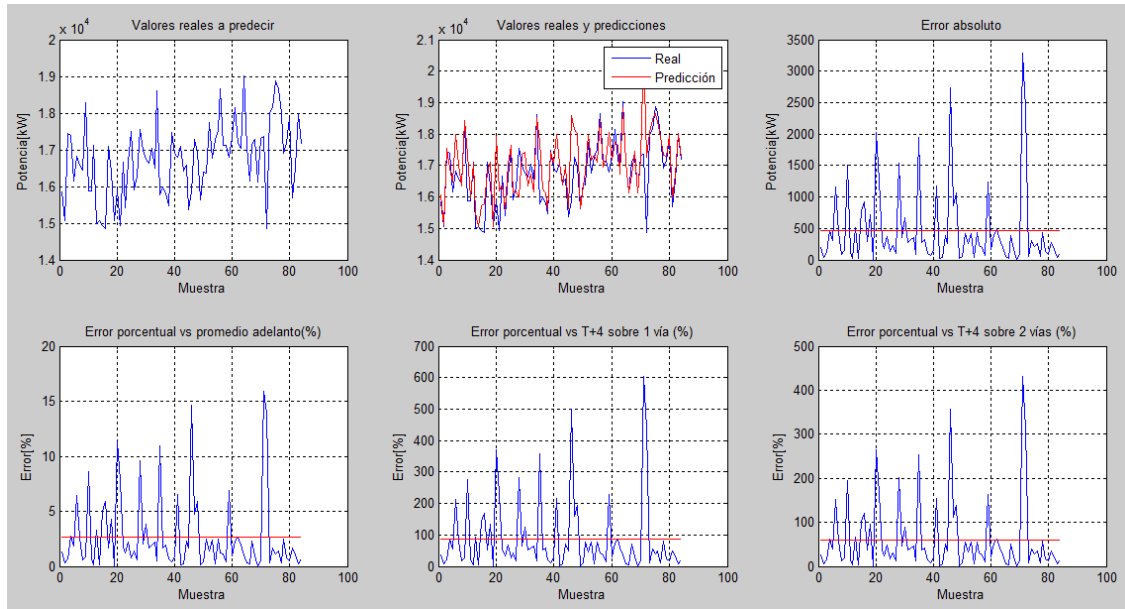 Valores reales a predecir
x 10^4
Potencia[kW]
2
1.9
1.8
1.7
1.6
1.5
1.4
0 20 40 60 80 100
Muestra
Valores reales y predicciones
x 10^4
Potencia[kW]
2.1
2
1.9
1.8
1.7
1.6
1.5
1.4
Real
Predicción
0 20 40 60 80 100
Muestra
Error absoluto
Potencia[kW]
3500
3000
2500
2000
1500
1000
500
0
0 20 40 60 80 100
Muestra
Error porcentual vs promedio adelanto(%)
Error[%]
20
15
10
5
0
0 20 40 60 80 100
Muestra
Error porcentual vs T+4 sobre 1 vía (%)
Error[%]
700
600
500
400
300
200
100
0
0 20 40 60 80 100
Muestra
Error porcentual vs T+4 sobre 2 vías (%)
Error[%]
500
400
300
200
100
0
0 20 40 60 80 100
Muestra